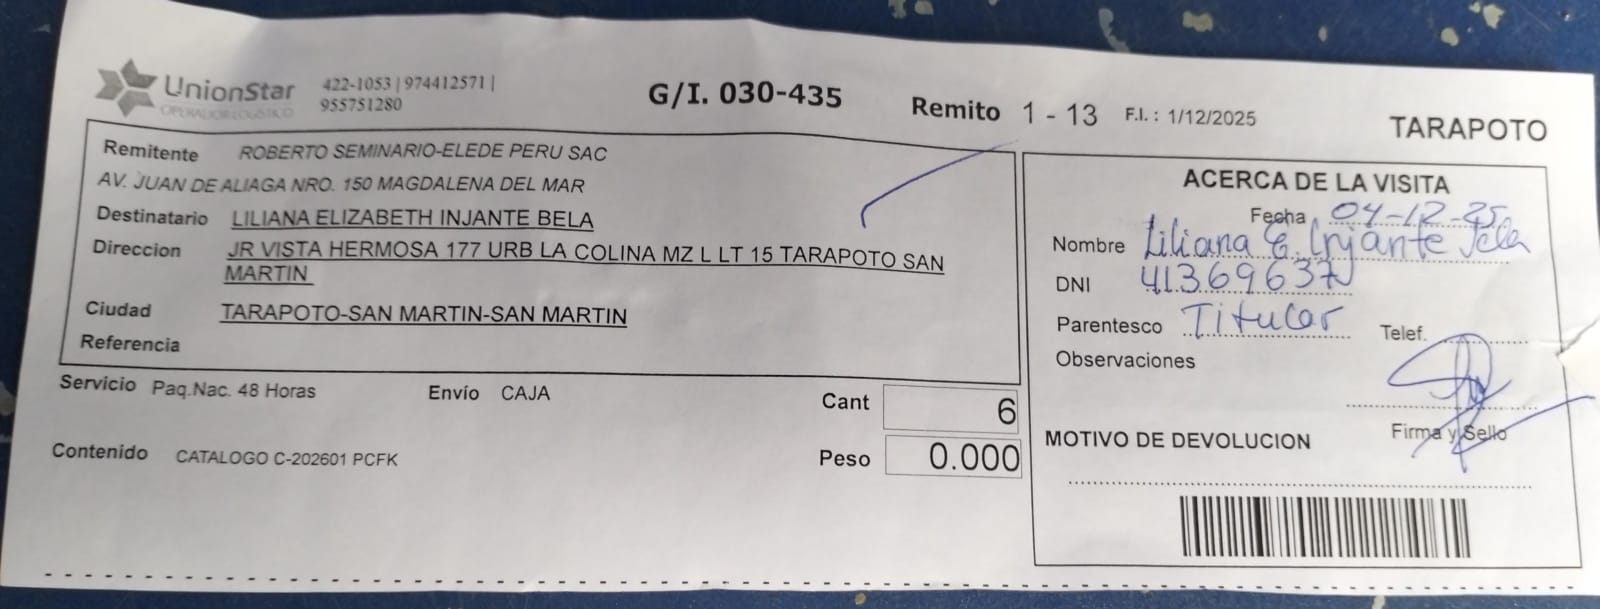 UnionStar
OPERADOR LOGISTICO
422-1053 | 974412571 |
955751280
G/I. 030-435
Remito 1 - 13 F.I. : 1/12/2025
TARAPOTO
Remitente ROBERTO SEMINARIO-ELEDE PERU SAC
AV. JUAN DE ALIAGA NRO. 150 MAGDALENA DEL MAR
Destinatario LILIANA ELIZABETH INJANTE BELA
Direccion JR VISTA HERMOSA 177 URB LA COLINA MZ L LT 15 TARAPOTO SAN
MARTIN
Ciudad TARAPOTO-SAN MARTIN-SAN MARTIN
Referencia
Servicio Paq.Nac. 48 Horas Envío CAJA Cant 6
Contenido CATALOGO C-202601 PCFK Peso 0.000
ACERCA DE LA VISITA
Fecha 04-12-25
Nombre Liliana E. Injante
DNI 41369637
Parentesco Titular Telef.
Observaciones
Firma y Sello
MOTIVO DE DEVOLUCION